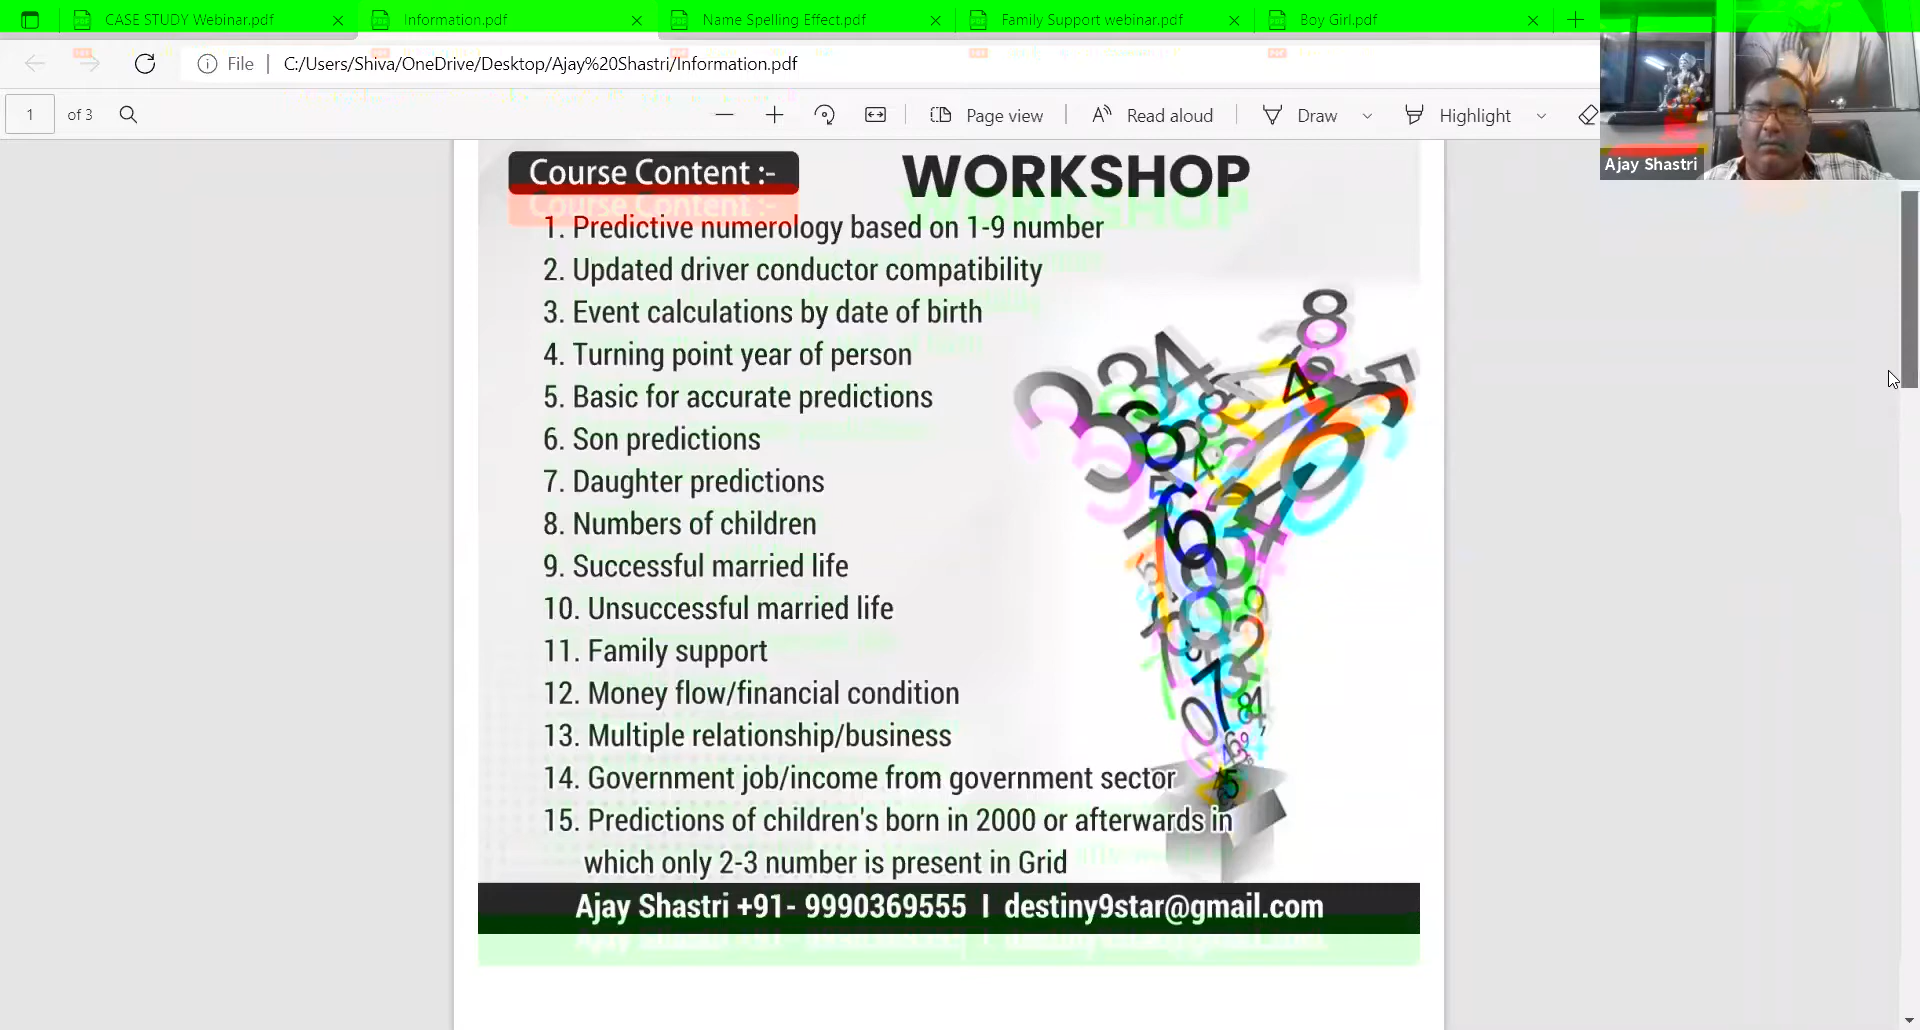 CASE STUDY Webinar.pdf
Information.pdf
Name Spelling Effect.pdf
Family Support webinar.pdf
Boy Girl.pdf
File
C:/Users/Shiva/OneDrive/Desktop/Ajay%20Shastri/Information.pdf
1 of 3
Page view
Read aloud
Draw
Highlight
Ajay Shastri
Course Content :-
WORKSHOP
1. Predictive numerology based on 1-9 number
2. Updated driver conductor compatibility
3. Event calculations by date of birth
4. Turning point year of person
5. Basic for accurate predictions
6. Son predictions
7. Daughter predictions
8. Numbers of children
9. Successful married life
10. Unsuccessful married life
11. Family support
12. Money flow/financial condition
13. Multiple relationship/business
14. Government job/income from government sector
15. Predictions of children's born in 2000 or afterwards in
which only 2-3 number is present in Grid
Ajay Shastri +91- 9990369555 | destiny9star@gmail.com